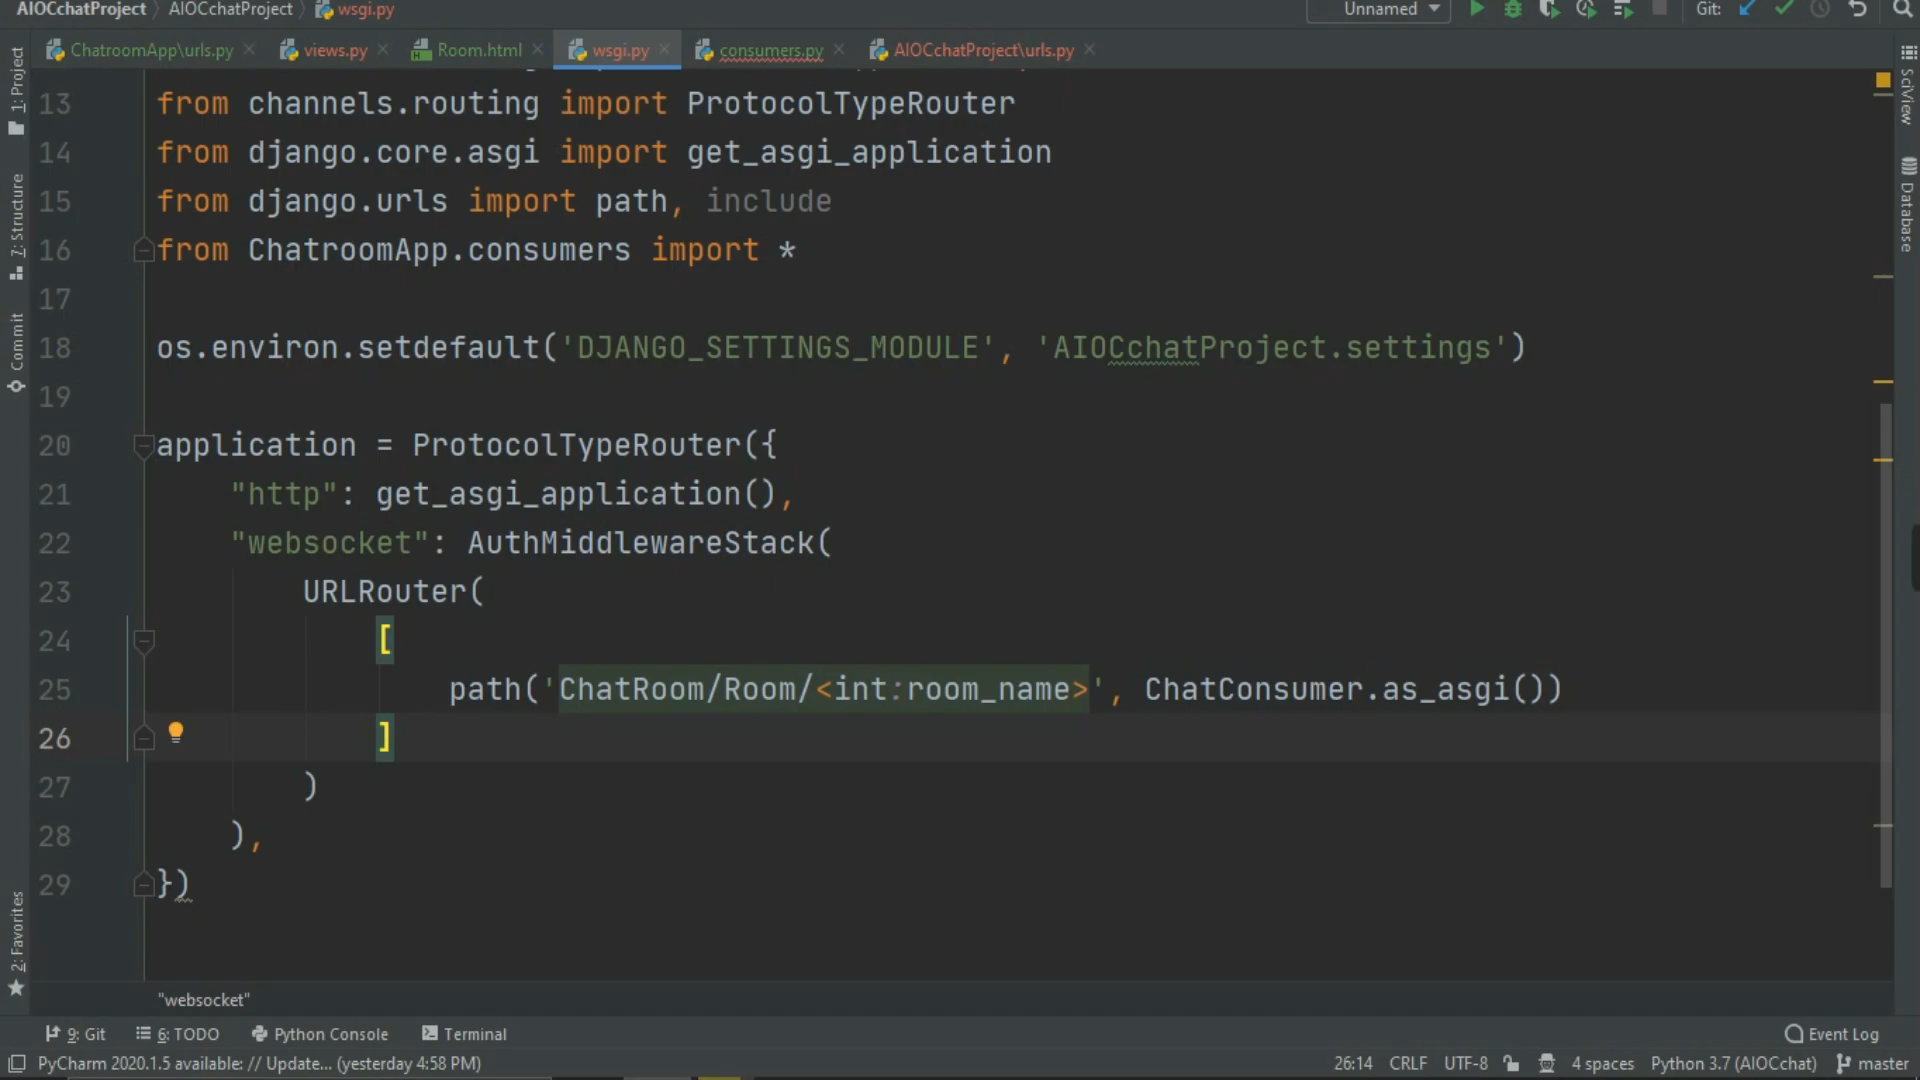 AIOCchatProject AIOCchatProject wsgi.py
Unnamed Git:
ChatroomApp\urls.py views.py Room.html wsgi.py consumers.py AIOCchatProject\urls.py
1: Project
7: Structure
Commit
2: Favorites
SciView
Database
13 from channels.routing import ProtocolTypeRouter
14 from django.core.asgi import get_asgi_application
15 from django.urls import path, include
16 from ChatroomApp.consumers import *
17
18 os.environ.setdefault('DJANGO_SETTINGS_MODULE', 'AIOCchatProject.settings')
19
20 application = ProtocolTypeRouter({
21 "http": get_asgi_application(),
22 "websocket": AuthMiddlewareStack(
23 URLRouter(
24 [
25 path('ChatRoom/Room/<int:room_name>', ChatConsumer.as_asgi())
26 ]
27 )
28 ),
29 })
"websocket"
9: Git 6: TODO Python Console Terminal Event Log
PyCharm 2020.1.5 available: // Update... (yesterday 4:58 PM) 26:14 CRLF UTF-8 4 spaces Python 3.7 (AIOCchat) master